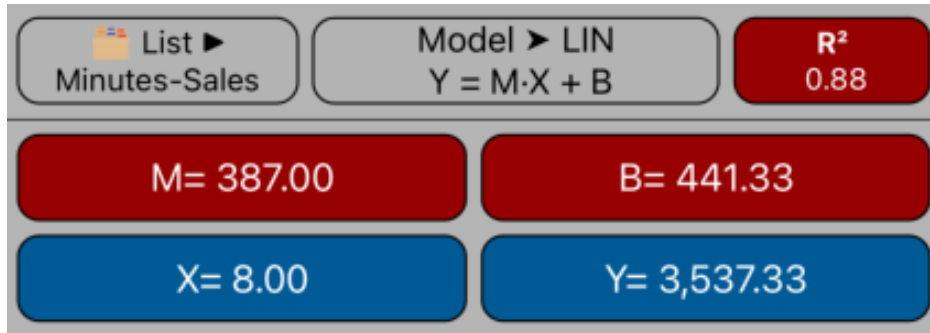 List ▶
Minutes-Sales
Model ➤ LIN
Y = M·X + B
R²
0.88
M= 387.00
B= 441.33
X= 8.00
Y= 3,537.33